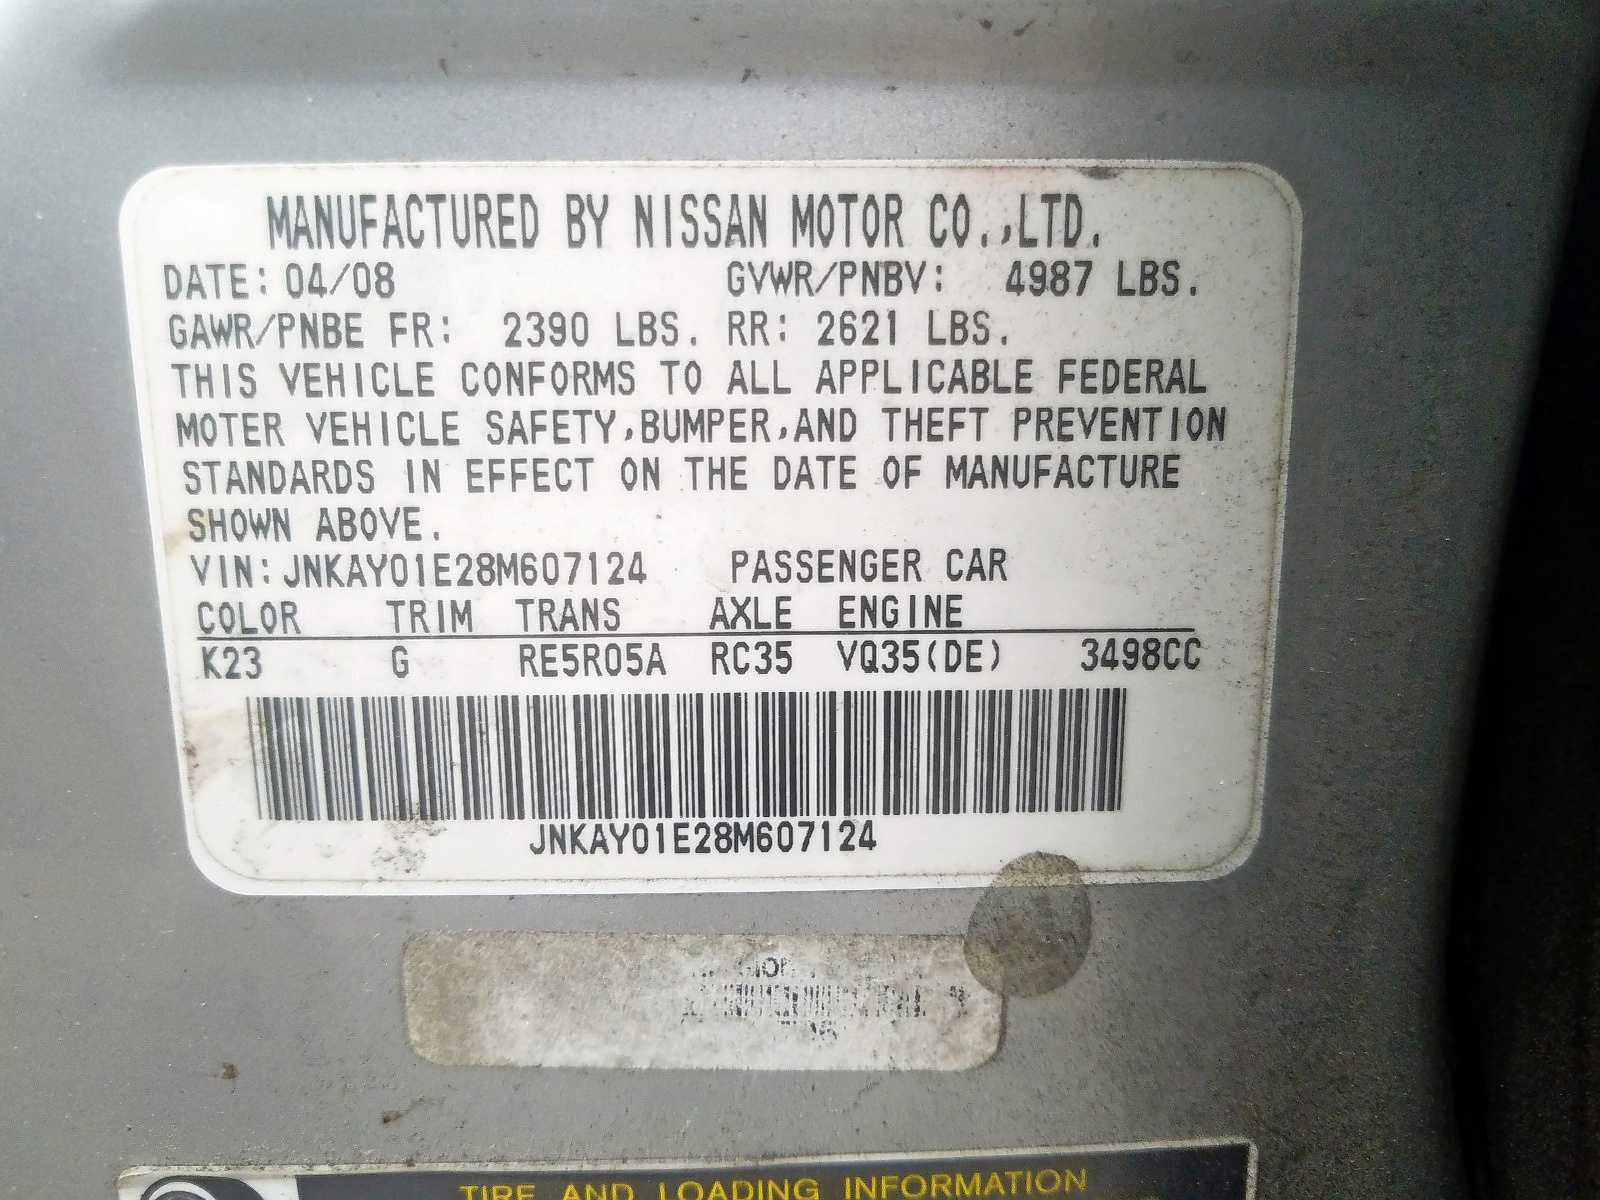 MANUFACTURED BY NISSAN MOTOR CO.,LTD.
DATE: 04/08 GVWR/PNBV: 4987 LBS.
GAWR/PNBE FR: 2390 LBS. RR: 2621 LBS.
THIS VEHICLE CONFORMS TO ALL APPLICABLE FEDERAL
MOTER VEHICLE SAFETY,BUMPER,AND THEFT PREVENTION
STANDARDS IN EFFECT ON THE DATE OF MANUFACTURE
SHOWN ABOVE.
VIN:JNKAY01E28M607124 PASSENGER CAR
COLOR TRIM TRANS AXLE ENGINE
K23 G RE5R05A RC35 VQ35(DE) 3498CC
JNKAY01E28M607124
TIRE AND LOADING INFORMATION